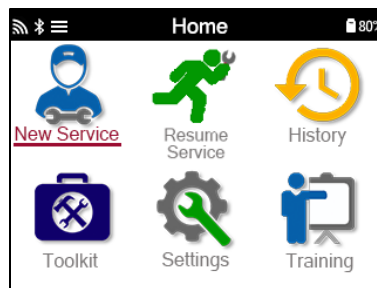 Home
80%
New Service
Resume
Service
History
Toolkit
Settings
Training